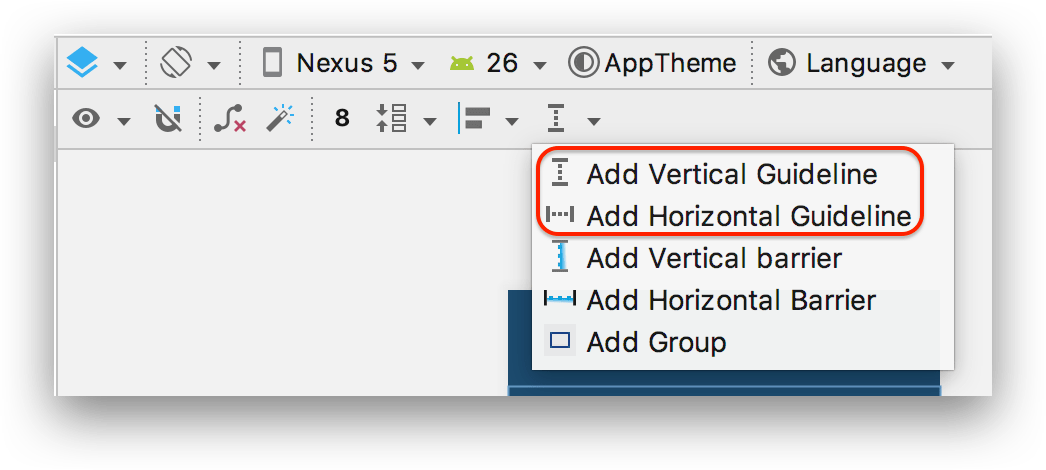 Nexus 5 26 AppTheme Language
8
Add Vertical Guideline
Add Horizontal Guideline
Add Vertical barrier
Add Horizontal Barrier
Add Group